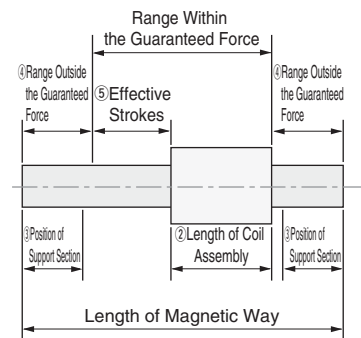 Range Within
the Guaranteed Force
④Range Outside
the Guaranteed
Force
⑤Effective
Strokes
④Range Outside
the Guaranteed
Force
③Position of
Support Section
②Length of Coil
Assembly
③Position of
Support Section
Length of Magnetic Way